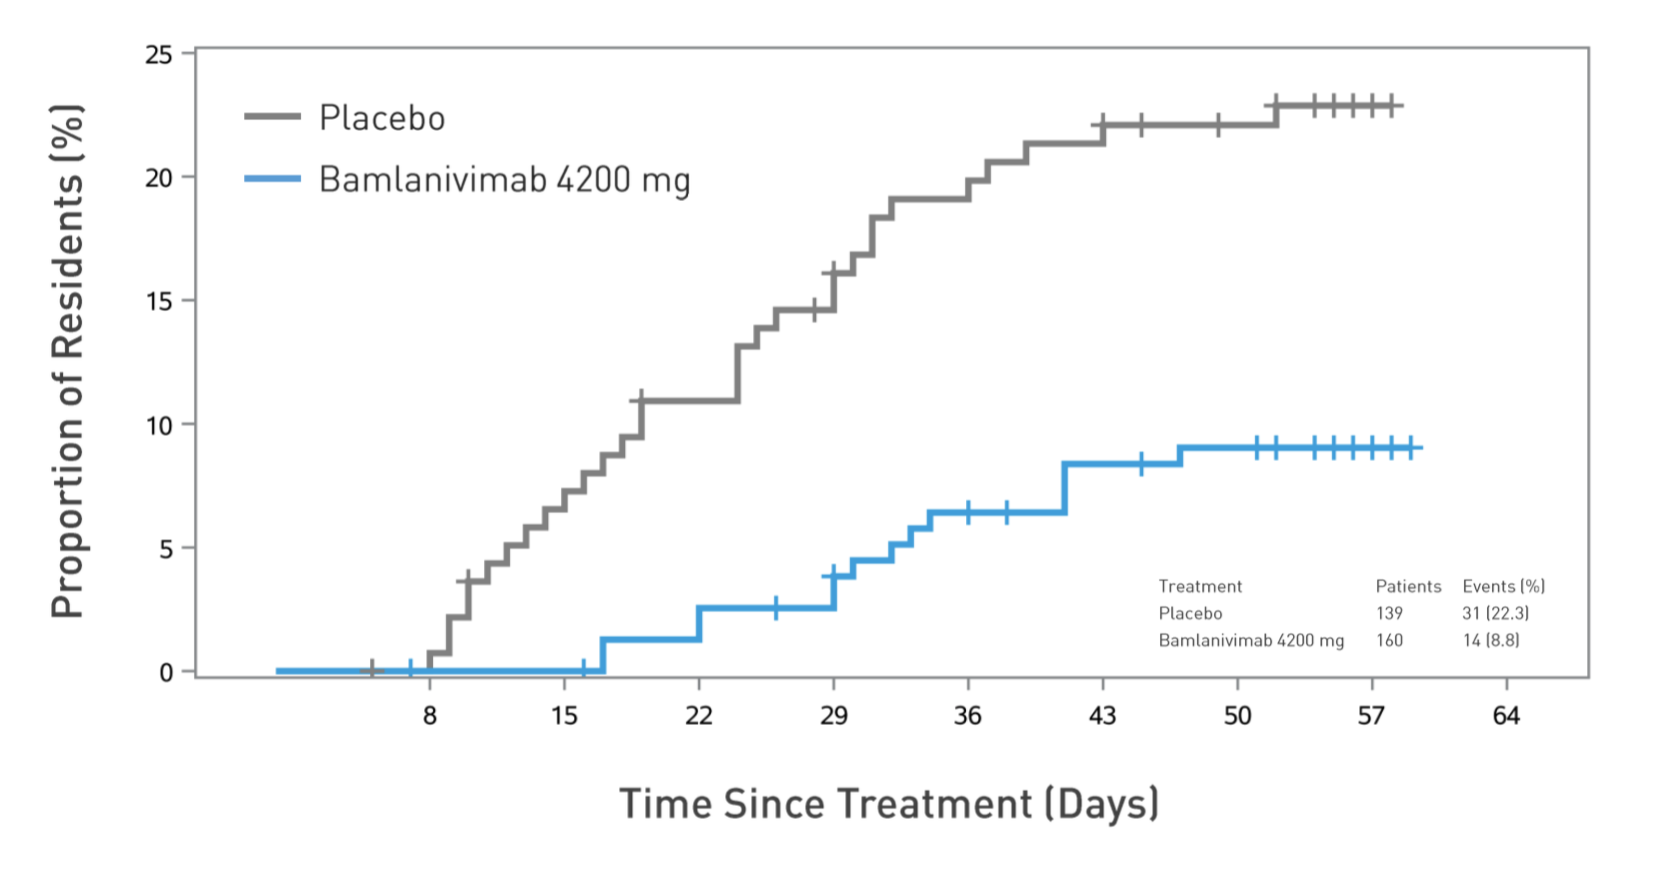 Proportion of Residents (%)
25
20
15
10
5
0
Placebo
Bamlanivimab 4200 mg
Treatment Patients Events (%)
Placebo 139 31 (22.3)
Bamlanivimab 4200 mg 160 14 (8.8)
8 15 22 29 36 43 50 57 64
Time Since Treatment (Days)